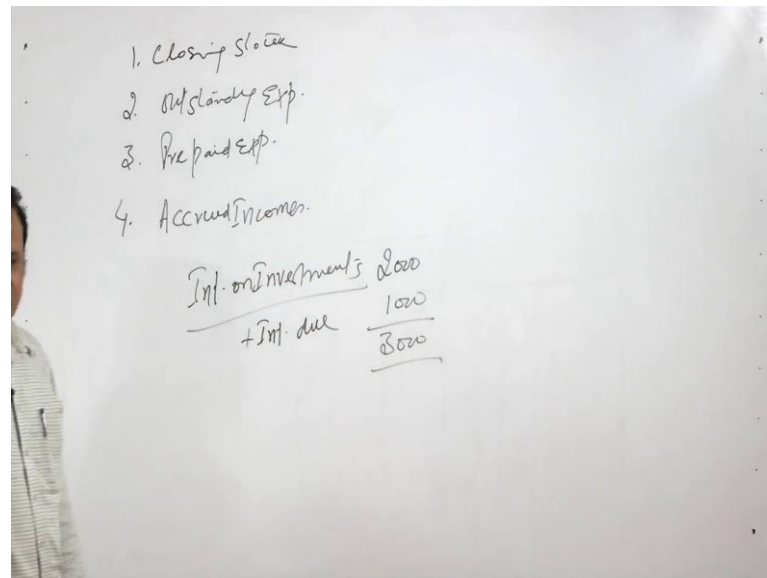 1. Closing Stock
2. Outstanding Exp.
3. Prepaid Exp.
4. Accrued Incomes.
Int. on Investments 2000
+ Int. due 1000
3000